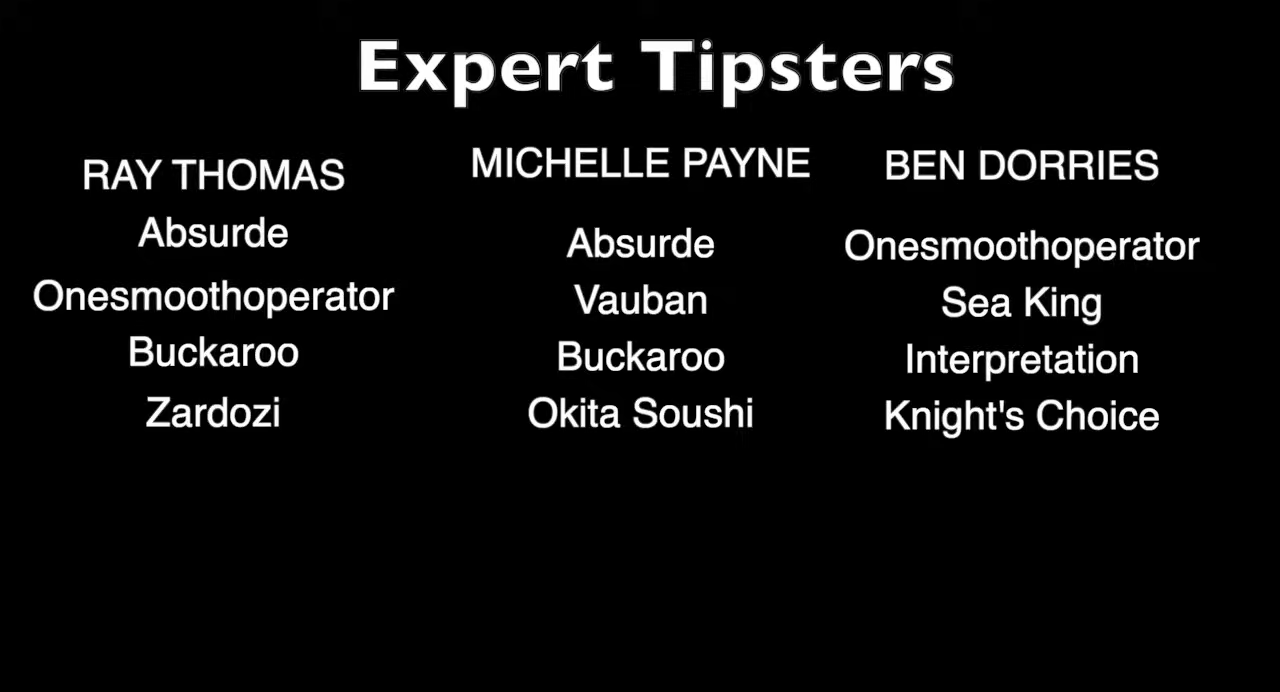 Expert Tipsters
RAY THOMAS
Absurde
Onesmoothoperator
Buckaroo
Zardozi
MICHELLE PAYNE
Absurde
Vauban
Buckaroo
Okita Soushi
BEN DORRIES
Onesmoothoperator
Sea King
Interpretation
Knight's Choice